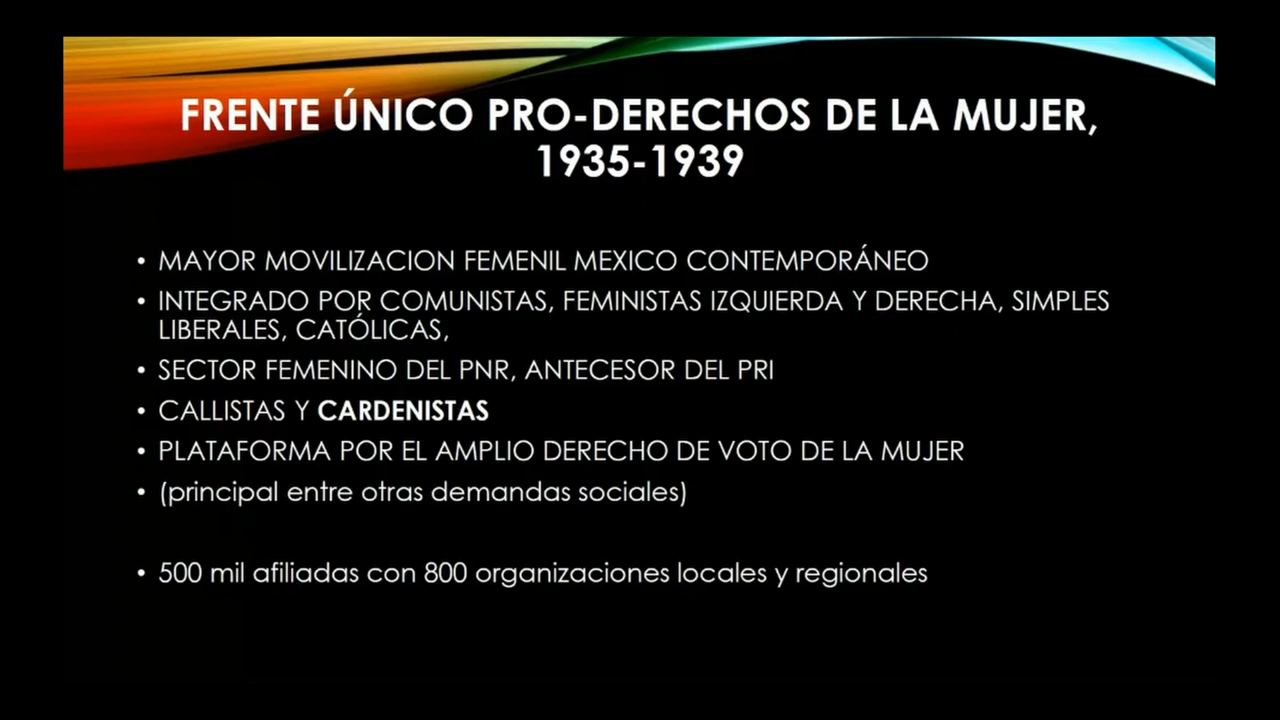 FRENTE ÚNICO PRO-DERECHOS DE LA MUJER,
1935-1939
• MAYOR MOVILIZACION FEMENIL MEXICO CONTEMPORÁNEO
• INTEGRADO POR COMUNISTAS, FEMINISTAS IZQUIERDA Y DERECHA, SIMPLES
LIBERALES, CATÓLICAS,
• SECTOR FEMENINO DEL PNR, ANTECESOR DEL PRI
• CALLISTAS Y CARDENISTAS
• PLATAFORMA POR EL AMPLIO DERECHO DE VOTO DE LA MUJER
• (principal entre otras demandas sociales)
• 500 mil afiliadas con 800 organizaciones locales y regionales